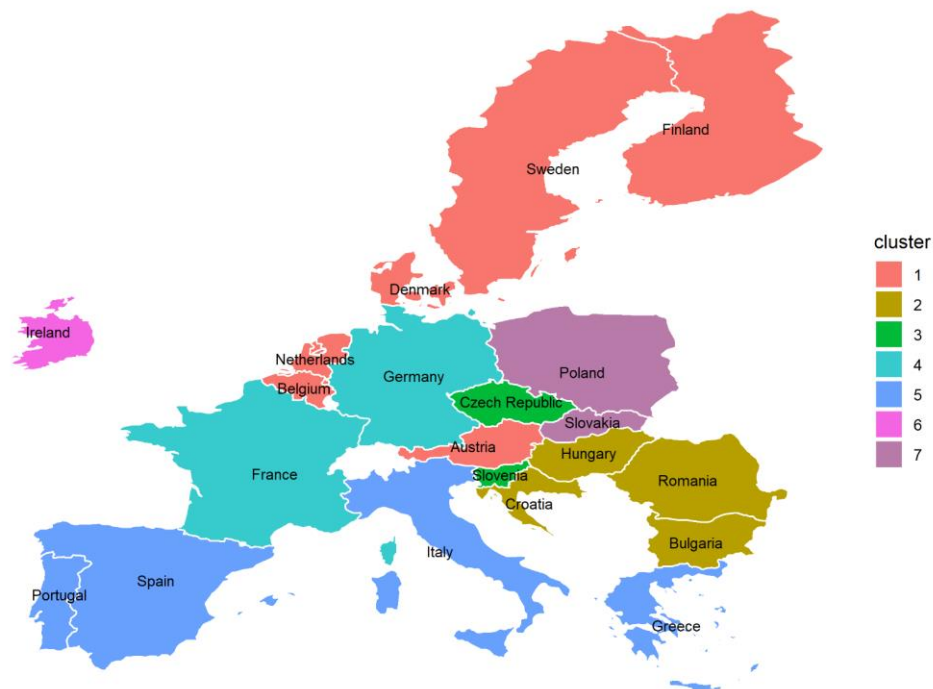 Finland
Sweden
Denmark
Ireland
Netherlands
Germany
Belgium
Poland
Czech Republic
Slovakia
Austria
Hungary
France
Slovenia
Romania
Croatia
Bulgaria
Italy
Spain
Portugal
Greece
cluster
1
2
3
4
5
6
7